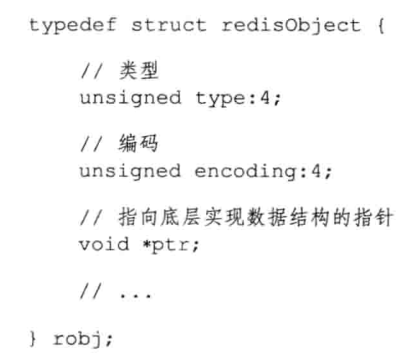 typedef struct redisObject {
// 类型
unsigned type:4;
// 编码
unsigned encoding:4;
// 指向底层实现数据结构的指针
void *ptr;
// ...
} robj;